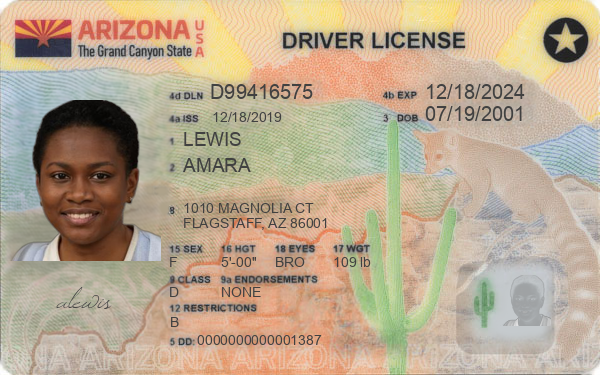 ARIZONA USA
The Grand Canyon State
DRIVER LICENSE
4d DLN D99416575
4b EXP 12/18/2024
4a ISS 12/18/2019
3 DOB 07/19/2001
1 LEWIS
2 AMARA
8 1010 MAGNOLIA CT
FLAGSTAFF, AZ 86001
15 SEX 16 HGT 18 EYES 17 WGT
F 5'-00" BRO 109 lb
9 CLASS 9a ENDORSEMENTS
D NONE
12 RESTRICTIONS
B
5 DD: 0000000000001387
alewis
ARIZONA ARIZONA ARIZONA ARIZONA